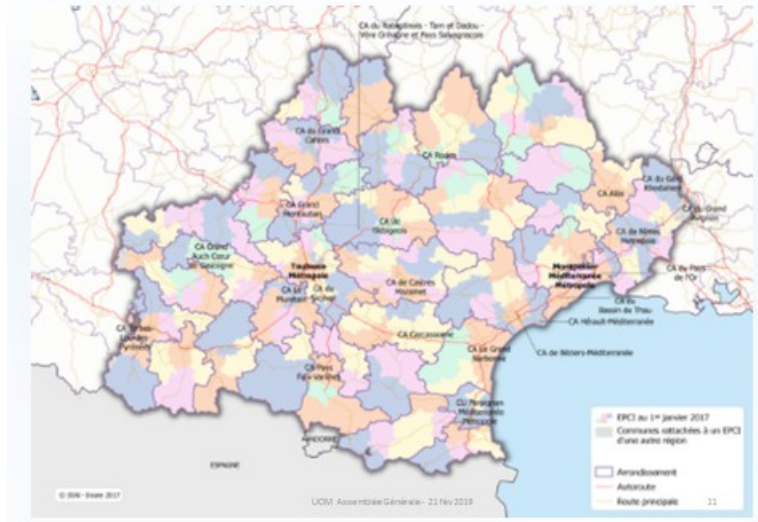 CA du Rabastinois - Tarn et Dadou -
Vère Grésigne et Pays Salvagnacois
CA du Grand
Cahors
CA Rodez
CA Grand
Montauban
CA Alès
CA du Gard
Rhodanien
CA du Grand
Avignon
CA de Nîmes
Métropole
CA Grand
Auch Cœur
de Gascogne
CA de
l'Albigeois
Toulouse
Métropole
CA Le
Muretain
CA du
Sicoval
CA de Castres
Mazamet
Montpellier
Méditerranée
Métropole
CA du Pays
de l'Or
CA du
Bassin de Thau
CA Hérault-Méditerranée
CA de Béziers-Méditerranée
CA Tarbes
Lourdes
Pyrénées
CA Carcassonne
CA Le Grand
Narbonne
CA Pays
Foix-Varilhes
CU Perpignan
Méditerranée
Métropole
ANDORRE
ESPAGNE
EPCI au 1er janvier 2017
Communes rattachées à un EPCI
d'une autre région
Arrondissement
Autoroute
Route principale
© IGN - Insee 2017
UOM Assemblée Générale - 21 fév 2019